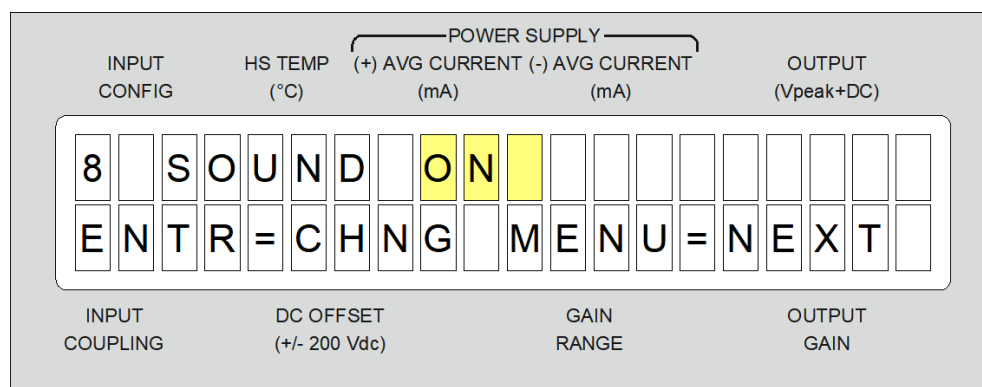 POWER SUPPLY
INPUT HS TEMP (+) AVG CURRENT (-) AVG CURRENT OUTPUT
CONFIG (°C) (mA) (mA) (Vpeak+DC)
8 SOUND ON
ENTR=CHNG MENU=NEXT
INPUT DC OFFSET GAIN OUTPUT
COUPLING (+/- 200 Vdc) RANGE GAIN